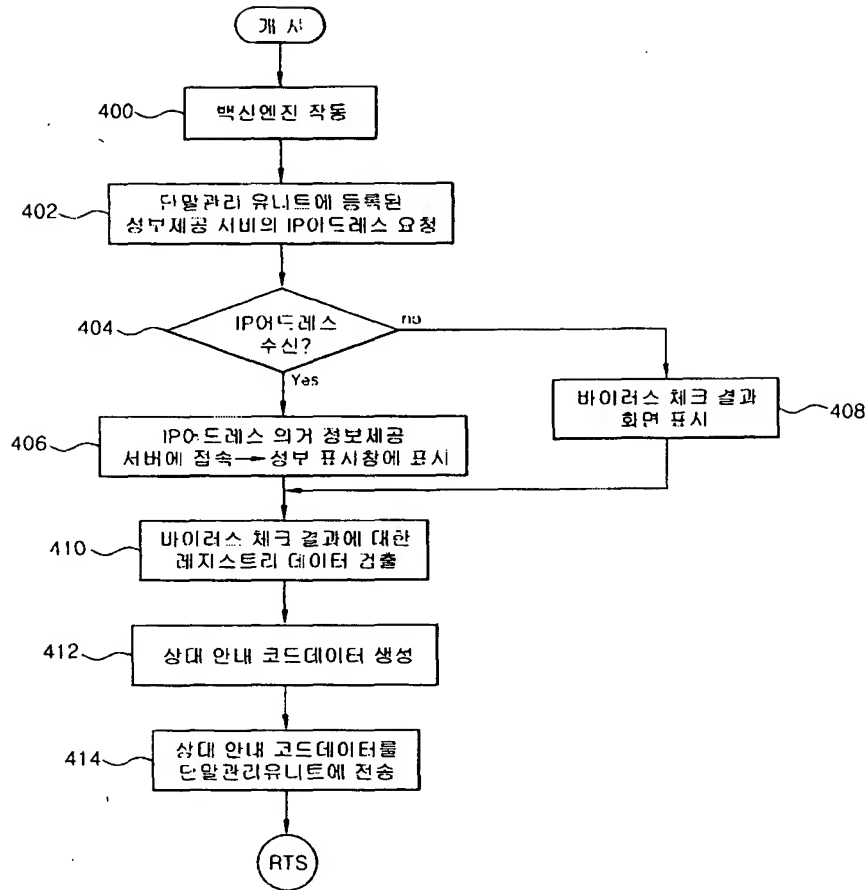 개 시
400
백신엔진 작동
402
단말관리 유니트에 등록된
정보제공 서버의 IP어드레스 요청
404
IP어드레스
수신?
no
Yes
406
IP어드레스 의거 정보제공
서버에 접속→정보 표시창에 표시
바이러스 체크 결과
화면 표시
408
410
바이러스 체크 결과에 대한
레지스트리 데이터 검출
412
상태 안내 코드데이터 생성
414
상태 안내 코드데이터를
단말관리유니트에 전송
RTS